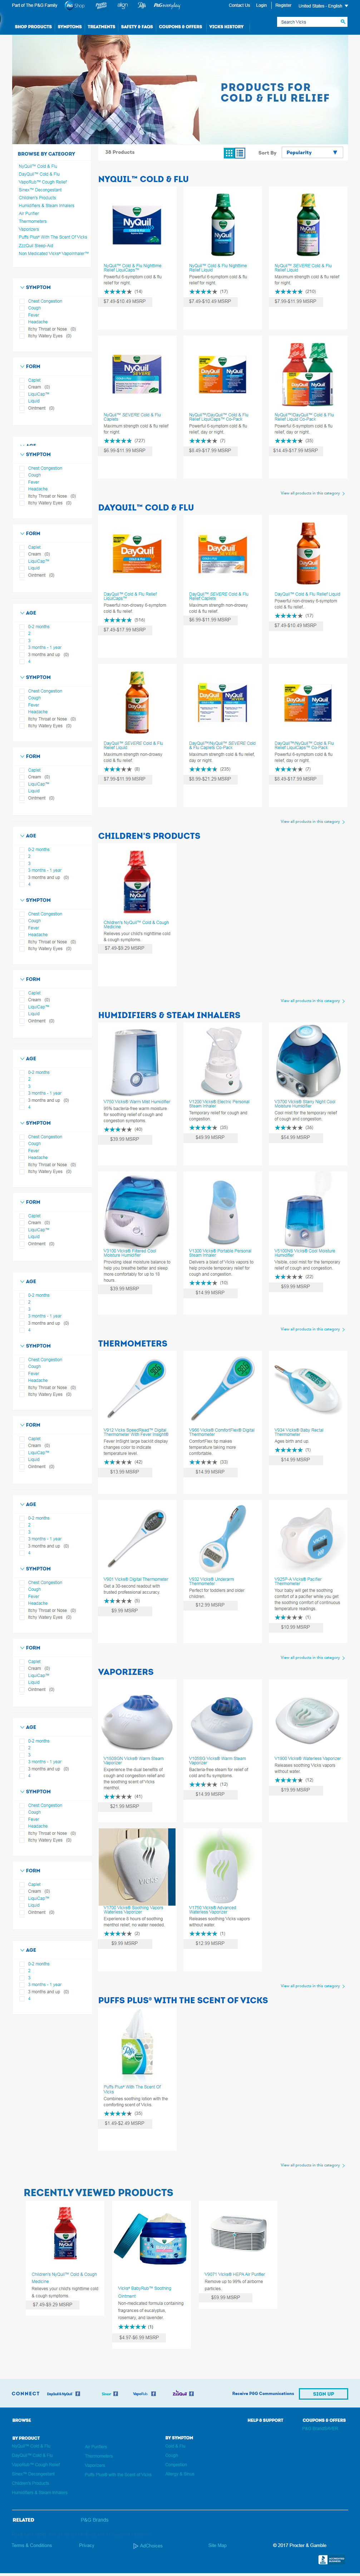 Part of The P&G Family
Contact Us
Login
Register
United States - English
SHOP PRODUCTS
SYMPTOMS
TREATMENTS
SAFETY & FAQS
COUPONS & OFFERS
VICKS HISTORY
Search Vicks
PRODUCTS FOR
COLD & FLU RELIEF
BROWSE BY CATEGORY
38 Products
Sort By
Popularity
NyQuil™ Cold & Flu
DayQuil™ Cold & Flu
VapoRub™ Cough Relief
Sinex™ Decongestant
Children's Products
Humidifiers & Steam Inhalers
Air Purifier
Thermometers
Vaporizers
Puffs Plus® With The Scent Of Vicks
ZzzQuil Sleep-Aid
Non Medicated Vicks® VapoInhaler™
SYMPTOM
Chest Congestion
Cough
Fever
Headache
Itchy Throat or Nose (0)
Itchy Watery Eyes (0)
FORM
Caplet
Cream (0)
LiquiCap™
Liquid
Ointment (0)
AGE
0-2 months
2
3
3 months - 1 year
3 months and up (0)
4
NYQUIL™ COLD & FLU
NyQuil™ Cold & Flu Nighttime
Relief LiquiCaps™
Powerful 6-symptom cold & flu
relief for night.
(14)
$7.49-$10.49 MSRP
NyQuil™ Cold & Flu Nighttime
Relief Liquid
Powerful 6-symptom cold & flu
relief for night.
(17)
$7.49-$10.49 MSRP
NyQuil™ SEVERE Cold & Flu
Relief Liquid
Maximum strength cold & flu relief
for night.
(210)
$7.99-$11.99 MSRP
NyQuil™ SEVERE Cold & Flu
Caplets
Maximum strength cold & flu relief
for night.
(127)
$6.99-$11.99 MSRP
NyQuil™/DayQuil™ Cold & Flu
Relief LiquiCaps™ Co-Pack
Powerful 6-symptom cold & flu
relief, day or night.
(7)
$8.49-$17.99 MSRP
NyQuil™/DayQuil™ Cold & Flu
Relief Liquid Co-Pack
Powerful 6-symptom cold & flu
relief, day or night.
(35)
$14.49-$17.99 MSRP
View all products in this category
DAYQUIL™ COLD & FLU
DayQuil™ Cold & Flu Relief
LiquiCaps™
Powerful non-drowsy 6-symptom
cold & flu relief.
(516)
$7.49-$17.99 MSRP
DayQuil™ SEVERE Cold & Flu
Relief Caplets
Maximum strength non-drowsy
cold & flu relief.
$6.99-$11.99 MSRP
DayQuil™ Cold & Flu Relief Liquid
Powerful non-drowsy 6-symptom
cold & flu relief.
(17)
$7.49-$10.49 MSRP
DayQuil™ SEVERE Cold & Flu
Relief Liquid
Maximum strength non-drowsy
cold & flu relief.
(6)
$7.99-$11.99 MSRP
DayQuil™/NyQuil™ SEVERE Cold
& Flu Caplets Co-Pack
Maximum strength cold & flu relief
day or night.
(235)
$8.99-$21.29 MSRP
DayQuil™/NyQuil™ Cold & Flu
Relief LiquiCaps™ Co-Pack
Powerful 6-symptom cold & flu
relief, day or night.
(7)
$8.49-$17.99 MSRP
View all products in this category
CHILDREN'S PRODUCTS
Children's NyQuil™ Cold & Cough
Medicine
Relieves your child's nighttime cold
& cough symptoms.
$7.49-$9.29 MSRP
View all products in this category
HUMIDIFIERS & STEAM INHALERS
V750 Vicks® Warm Mist Humidifier
95% bacteria-free warm moisture
for soothing relief of cough and
congestion symptoms.
(40)
$39.99 MSRP
V1200 Vicks® Electric Personal
Steam Inhaler
Temporary relief for cough and
congestion.
(35)
$49.99 MSRP
V3700 Vicks® Starry Night Cool
Moisture Humidifier
Cool mist for the temporary relief
of cough and congestion.
(34)
$54.99 MSRP
V3100 Vicks® Filtered Cool
Moisture Humidifier
Providing ideal moisture balance to
help you breathe better and sleep
more comfortably for up to 18
hours.
$39.99 MSRP
V1300 Vicks® Portable Personal
Steam Inhaler
Delivers a blast of Vicks vapors to
help provide temporary relief for
cough and congestion.
(10)
$14.99 MSRP
V5100NS Vicks® Cool Moisture
Humidifier
Visible, cool mist for the temporary
relief of cough and congestion.
(22)
$59.99 MSRP
View all products in this category
THERMOMETERS
V912 Vicks SpeedRead™ Digital
Thermometer With Fever Insight®
Fever InSight large backlit display
changes color to indicate
temperature level.
(42)
$13.99 MSRP
V966 Vicks® ComfortFlex® Digital
Thermometer
ComfortFlex tip makes
temperature taking more
comfortable.
(23)
$14.99 MSRP
V934 Vicks® Baby Rectal
Thermometer
Ages birth and up.
(1)
$14.99 MSRP
V901 Vicks® Digital Thermometer
Get a 30-second readout with
trusted professional accuracy.
(5)
$9.99 MSRP
V932 Vicks® Underarm
Thermometer
Perfect for toddlers and older
children
$12.99 MSRP
V925P-A Vicks® Pacifier
Thermometer
Your baby will get the soothing
comfort of a pacifier while you get
the soothing comfort of continuous
temperature readings.
(1)
$10.99 MSRP
View all products in this category
VAPORIZERS
V150SGN Vicks® Warm Steam
Vaporizer
Experience the dual benefits of
cough and congestion relief and
the soothing scent of Vicks
menthol.
(41)
$21.99 MSRP
V105SG Vicks® Warm Steam
Vaporizer
Bacteria-free steam for relief of
cold and flu symptoms.
(12)
$14.99 MSRP
V1900 Vicks® Waterless Vaporizer
Releases soothing Vicks vapors
without water.
(12)
$19.99 MSRP
V1700 Vicks® Soothing Vapors
Waterless Vaporizer
Experience 8 hours of soothing
menthol relief, no water needed.
(2)
$9.99 MSRP
V1750 Vicks® Advanced
Waterless Vaporizer
Releases soothing Vicks vapors
without water.
(1)
$12.99 MSRP
View all products in this category
PUFFS PLUS® WITH THE SCENT OF VICKS
Puffs Plus® With The Scent Of
Vicks
Combines soothing lotion with the
comforting scent of Vicks.
(35)
$1.49-$2.49 MSRP
View all products in this category
RECENTLY VIEWED PRODUCTS
Children's NyQuil™ Cold & Cough
Medicine
Relieves your child's nighttime cold
& cough symptoms.
$7.49-$9.29 MSRP
Vicks® BabyRub™ Soothing
Ointment
Non-medicated formula containing
fragrances of eucalyptus,
rosemary, and lavender.
(1)
$4.97-$6.99 MSRP
V90T1 Vicks® HEPA Air Purifier
Remove up to 99% of airborne
particles.
$69.99 MSRP
CONNECT
Receive P&G Communications
SIGN UP
BROWSE
HELP & SUPPORT
COUPONS & OFFERS
BY PRODUCT
BY SYMPTOM
RELATED
P&G Brands
Terms & Conditions
Privacy
AdChoices
Site Map
© 2017 Procter & Gamble